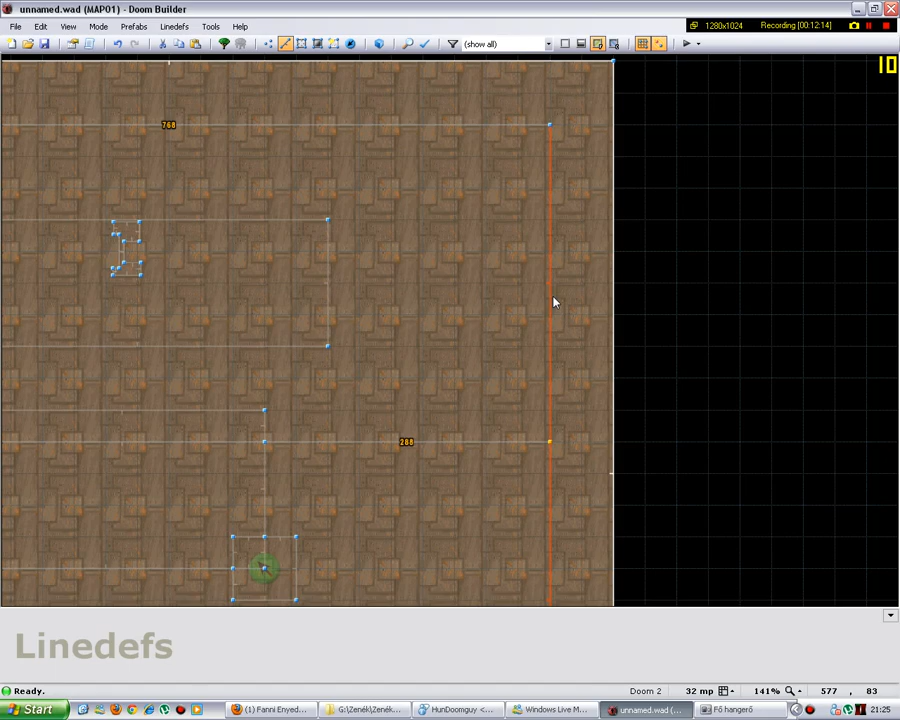 unnamed.wad (MAP01) - Doom Builder
File Edit View Mode Prefabs Linedefs Tools Help
1280x1024 Recording [00:12:14]
(show all)
10
768
288
Linedefs
Ready. Doom 2 32 mp 141% 577 , 83
Start (1) Fanni Enyed... G:\Zenék\Zenék... HunDoomguy <... Windows Live M... unnamed.wad (... Fő hangerő 21:25